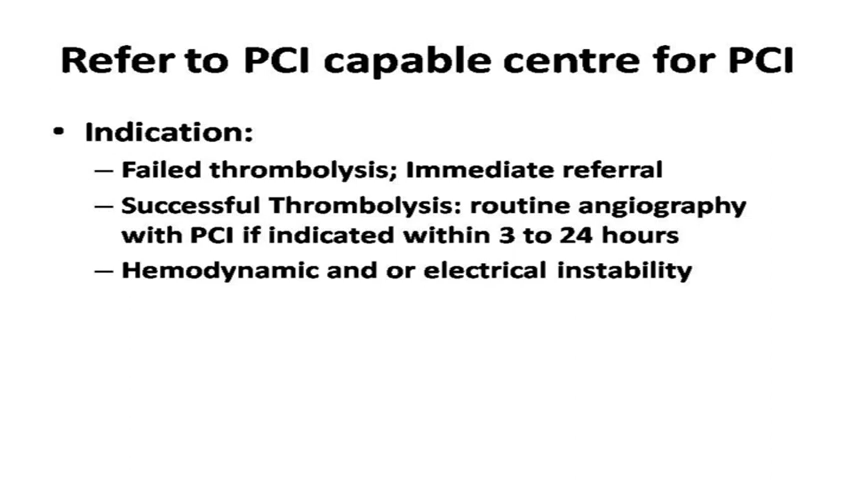 Refer to PCI capable centre for PCI
• Indication:
– Failed thrombolysis; Immediate referral
– Successful Thrombolysis: routine angiography
with PCI if indicated within 3 to 24 hours
– Hemodynamic and or electrical instability